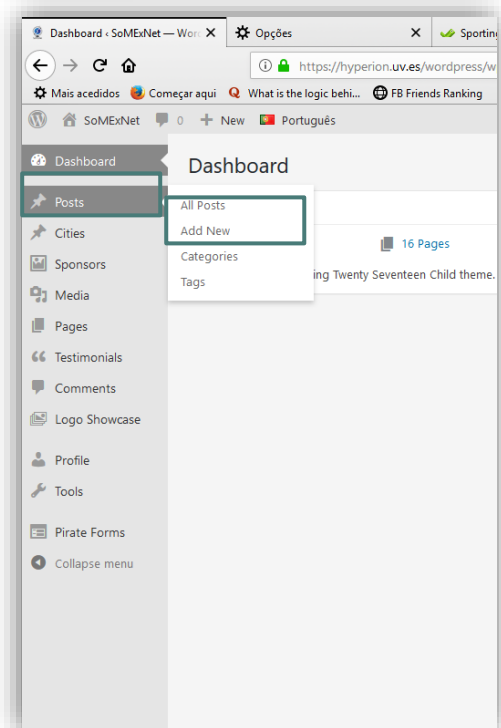 Dashboard ‹ SoMExNet — Wor
Opções
Sporting
https://hyperion.uv.es/wordpress/w
Mais acedidos
Começar aqui
What is the logic behi...
FB Friends Ranking
SoMExNet
0
New
Português
Dashboard
Dashboard
Posts
All Posts
Add New
Categories
Tags
16 Pages
ing Twenty Seventeen Child theme.
Cities
Sponsors
Media
Pages
Testimonials
Comments
Logo Showcase
Profile
Tools
Pirate Forms
Collapse menu